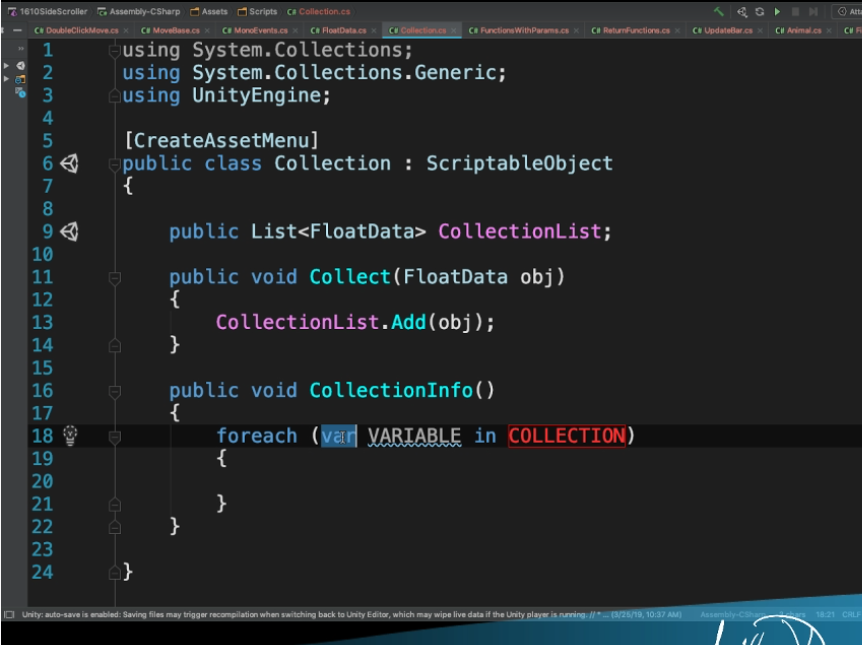 1610SideScroller Assembly-CSharp Assets Scripts C# Collection.cs
C# DoubleClickMove.cs × C# MoveBase.cs × C# MonoEvents.cs × C# FloatData.cs × C# Collection.cs × C# FunctionsWithParams.cs × C# ReturnFunctions.cs × C# UpdateBar.cs × C# Animal.cs × C#
1 using System.Collections;
2 using System.Collections.Generic;
3 using UnityEngine;
4
5 [CreateAssetMenu]
6 public class Collection : ScriptableObject
7 {
8
9 public List<FloatData> CollectionList;
10
11 public void Collect(FloatData obj)
12 {
13 CollectionList.Add(obj);
14 }
15
16 public void CollectionInfo()
17 {
18 foreach (var VARIABLE in COLLECTION)
19 {
20
21 }
22 }
23
24 }
Unity: auto-save is enabled: Saving files may trigger recompilation when switching back to Unity Editor, which may wipe live data if the Unity player is running. // * ... (3/25/19, 10:37 AM) Assembly-CSharp 18:21 CRLF